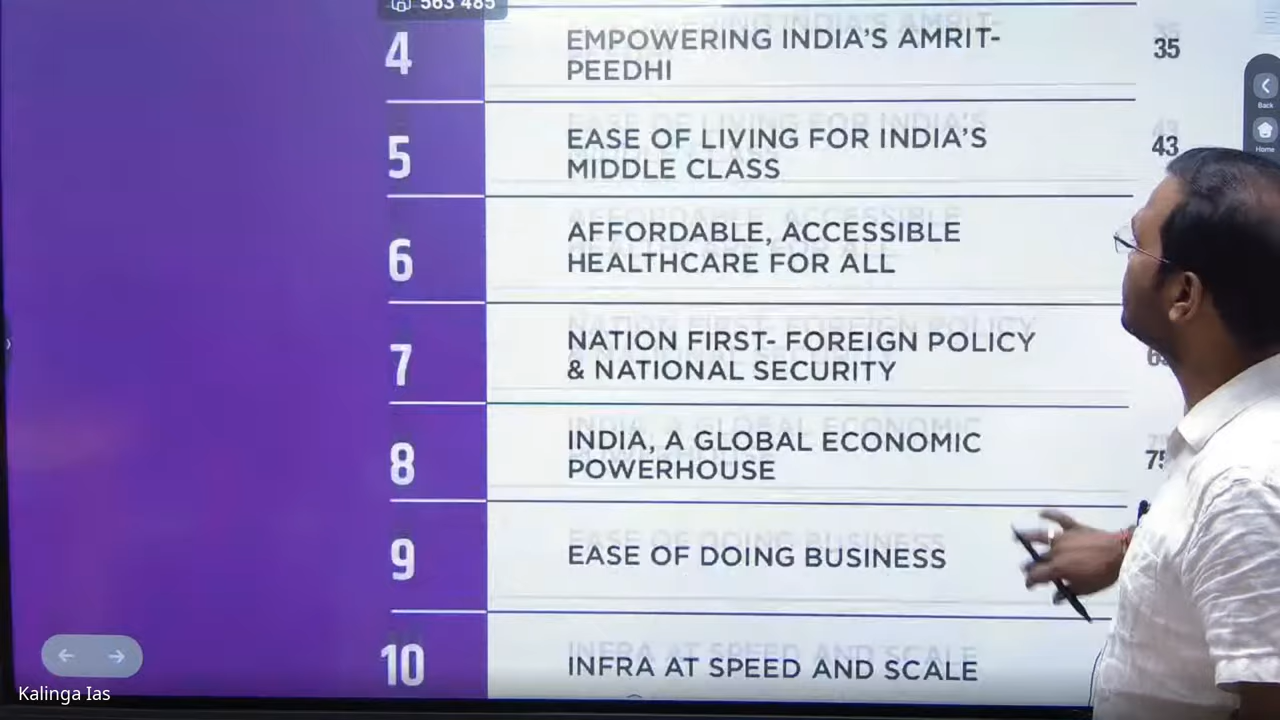 563 485
4
EMPOWERING INDIA'S AMRIT-
PEEDHI
35
5
EASE OF LIVING FOR INDIA'S
MIDDLE CLASS
43
6
AFFORDABLE, ACCESSIBLE
HEALTHCARE FOR ALL
7
NATION FIRST- FOREIGN POLICY
& NATIONAL SECURITY
8
INDIA, A GLOBAL ECONOMIC
POWERHOUSE
9
EASE OF DOING BUSINESS
10
INFRA AT SPEED AND SCALE
Back
Home
Kalinga Ias